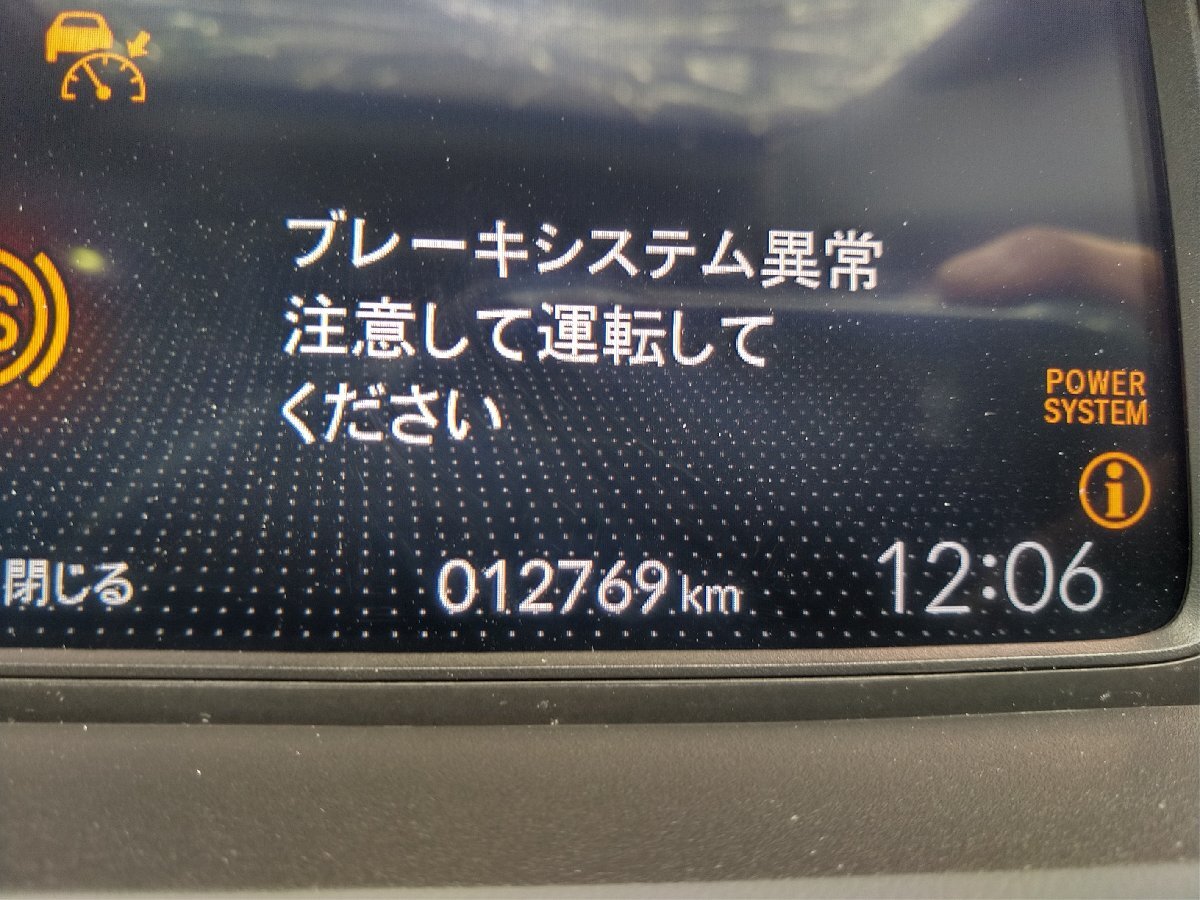 ブレーキシステム異常
注意して運転して
ください
POWER
SYSTEM
閉じる
012769 km
12:06